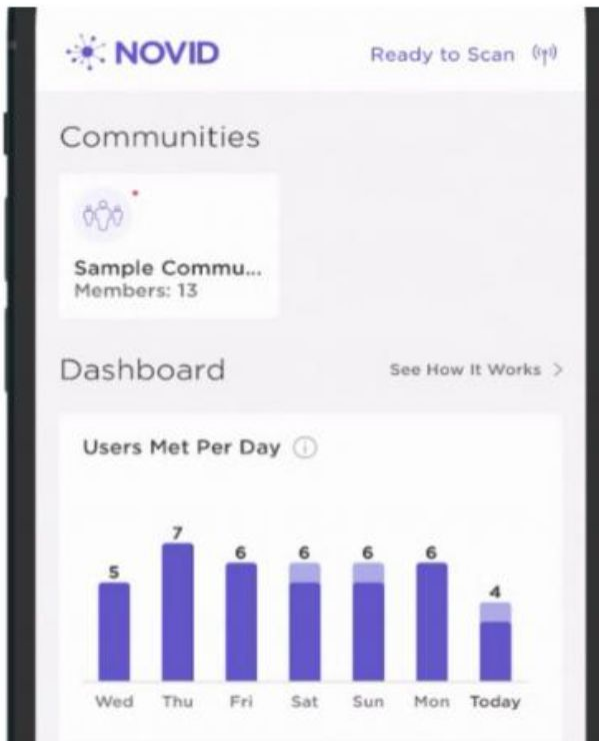 NOVID
Ready to Scan
Communities
Sample Commu...
Members: 13
Dashboard
See How It Works >
Users Met Per Day
5 7 6 6 6 6 4
Wed Thu Fri Sat Sun Mon Today